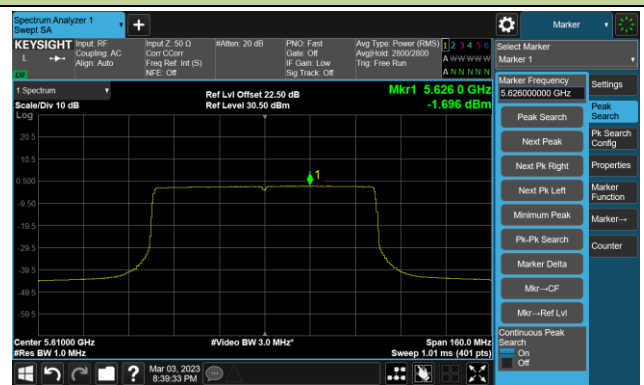 Spectrum Analyzer 1
Swept SA
Marker
KEYSIGHT
L
LW
Input: RF
Coupling: AC
Align: Auto
Input Z: 50 Ω
Corr CCorr
Freq Ref: Int (S)
NFE: Off
#Atten: 20 dB
PNO: Fast
Gate: Off
IF Gain: Low
Sig Track: Off
Avg Type: Power (RMS)
Avg|Hold: 2800/2800
Trig: Free Run
1 2 3 4 5 6
A W W W W W
A N N N N N
Select Marker
Marker 1
1 Spectrum
Scale/Div 10 dB
Log
Ref Lvl Offset 22.50 dB
Ref Level 30.50 dBm
Mkr1 5.626 0 GHz
-1.696 dBm
20.5
10.5
0.500
-9.50
-19.5
-29.5
-39.5
-49.5
-59.5
1
Center 5.61000 GHz
#Res BW 1.0 MHz
#Video BW 3.0 MHz*
Span 160.0 MHz
Sweep 1.01 ms (401 pts)
Marker Frequency
5.626000000 GHz
Peak Search
Next Peak
Next Pk Right
Next Pk Left
Minimum Peak
Pk-Pk Search
Marker Delta
Mkr→CF
Mkr→Ref Lvl
Continuous Peak
Search
On
Off
Settings
Peak
Search
Pk Search
Config
Properties
Marker
Function
Marker→
Counter
?
Mar 03, 2023
8:39:33 PM